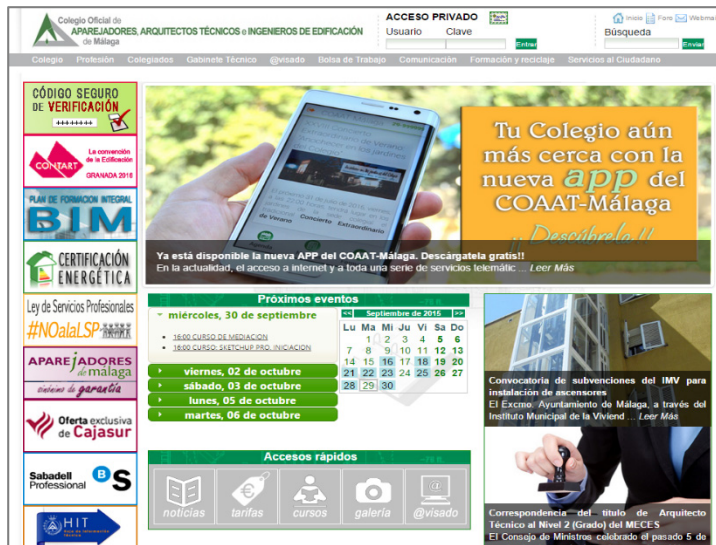 Colegio Oficial de
APAREJADORES, ARQUITECTOS TÉCNICOS e INGENIEROS DE EDIFICACIÓN
de Málaga
ACCESO PRIVADO
Usuario Clave
Entrar
Inicio Foro Webmail
Búsqueda
Enviar
Colegio Profesión Colegiados Gabinete Técnico @visado Bolsa de Trabajo Comunicación Formación y reciclaje Servicios al Ciudadano
CÓDIGO SEGURO
DE VERIFICACIÓN
CONTART
La convención
de la Edificación
GRANADA 2016
PLAN DE FORMACION INTEGRAL
BIM
CERTIFICACIÓN
ENERGÉTICA
Ley de Servicios Profesionales
#NOalaLSP
APAREJADORES
de málaga
sinónimo de garantía
Oferta exclusiva
de Cajasur
Sabadell
Professional
BS
HIT
Tu Colegio aún
más cerca con la
nueva app del
COAAT-Málaga
¡¡ Descúbrela !!
Concierto Extraordinario
de Verano
Agenda
Ya está disponible la nueva APP del COAAT-Málaga. Descárgatela gratis!!
En la actualidad, el acceso a internet y a toda una serie de servicios telemátic ... Leer Más
Próximos eventos
miércoles, 30 de septiembre
16:00 CURSO DE MEDIACION
16:00 CURSO: SKETCHUP PRO. INICIACION
viernes, 02 de octubre
sábado, 03 de octubre
lunes, 05 de octubre
martes, 06 de octubre
<< Septiembre de 2015 >>
Lu Ma Mi Ju Vi Sa Do
1 2 3 4 5 6
7 8 9 10 11 12 13
14 15 16 17 18 19 20
21 22 23 24 25 26 27
28 29 30
Convocatoria de subvenciones del IMV para
instalación de ascensores
El Excmo. Ayuntamiento de Málaga, a través del
Instituto Municipal de la Viviend ... Leer Más
Accesos rápidos
noticias tarifas cursos galería @visado
Correspondencia del título de Arquitecto
Técnico al Nivel 2 (Grado) del MECES
El Consejo de Ministros celebrado el pasado 5 de